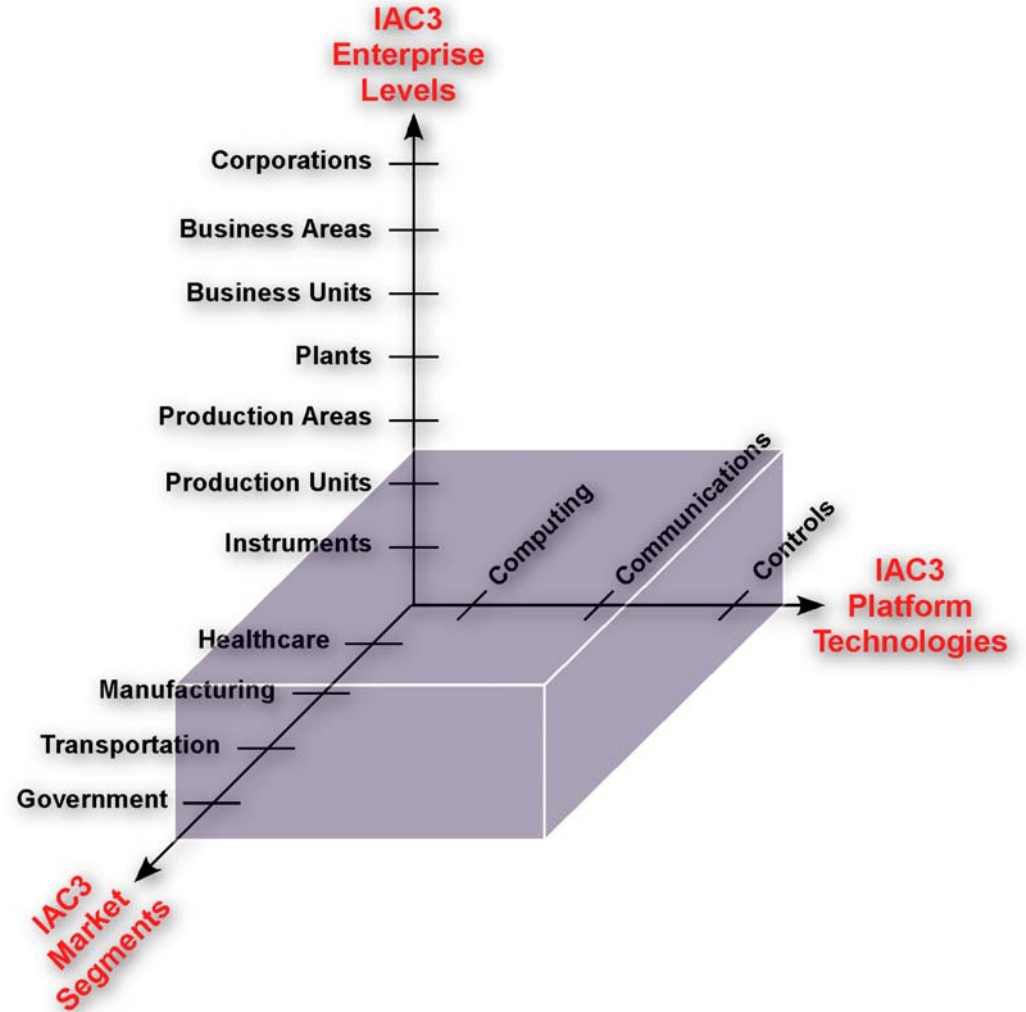 IAC3
Enterprise
Levels
Corporations
Business Areas
Business Units
Plants
Production Areas
Production Units
Instruments
Computing
Communications
Controls
IAC3
Platform
Technologies
Healthcare
Manufacturing
Transportation
Government
IAC3
Market
Segments